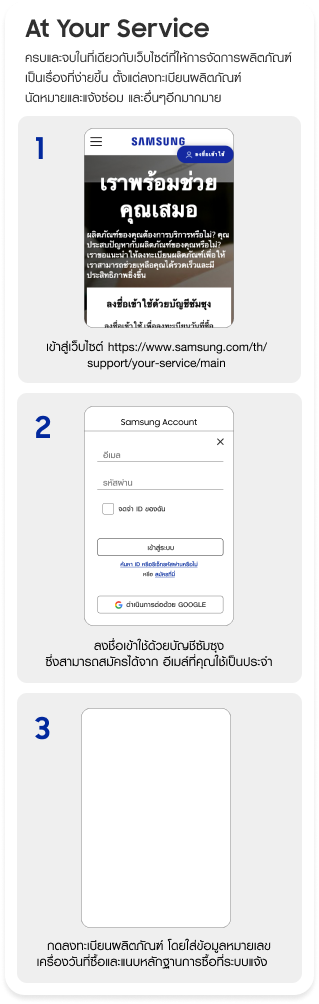 At Your Service
ครบและจบในที่เดียวกับเว็บไซต์ที่ให้การจัดการผลิตภัณฑ์
เป็นเรื่องที่ง่ายขึ้น ตั้งแต่ลงทะเบียนผลิตภัณฑ์
นัดหมายและแจ้งซ่อม และอื่นๆอีกมากมาย
1
SAMSUNG
ลงชื่อเข้าใช้
เราพร้อมช่วย
คุณเสมอ
ผลิตภัณฑ์ของคุณต้องการบริการหรือไม่? คุณ
ประสบปัญหากับผลิตภัณฑ์ของคุณหรือไม่?
เราขอแนะนำให้ลงทะเบียนผลิตภัณฑ์เพื่อให้
เราสามารถช่วยเหลือคุณได้รวดเร็วและมี
ประสิทธิภาพยิ่งขึ้น
ลงชื่อเข้าใช้ด้วยบัญชีซัมซุง
ลงชื่อเข้าใช้ เพื่อลงทะเบียนวันที่ซื้อ
เข้าสู่เว็บไซต์ https://www.samsung.com/th/
support/your-service/main
2
Samsung Account
อีเมล
รหัสผ่าน
จดจำ ID ของฉัน
เข้าสู่ระบบ
ค้นหา ID หรือรีเซ็ตรหัสผ่านหรือไม่
หรือ สมัครที่นี่
ดำเนินการต่อด้วย GOOGLE
ลงชื่อเข้าใช้ด้วยบัญชีซัมซุง
ซึ่งสามารถสมัครได้จาก อีเมล์ที่คุณใช้เป็นประจำ
3
กดลงทะเบียนผลิตภัณฑ์ โดยใส่ข้อมูลหมายเลข
เครื่องวันที่ซื้อและแนบหลักฐานการซื้อที่ระบบแจ้ง